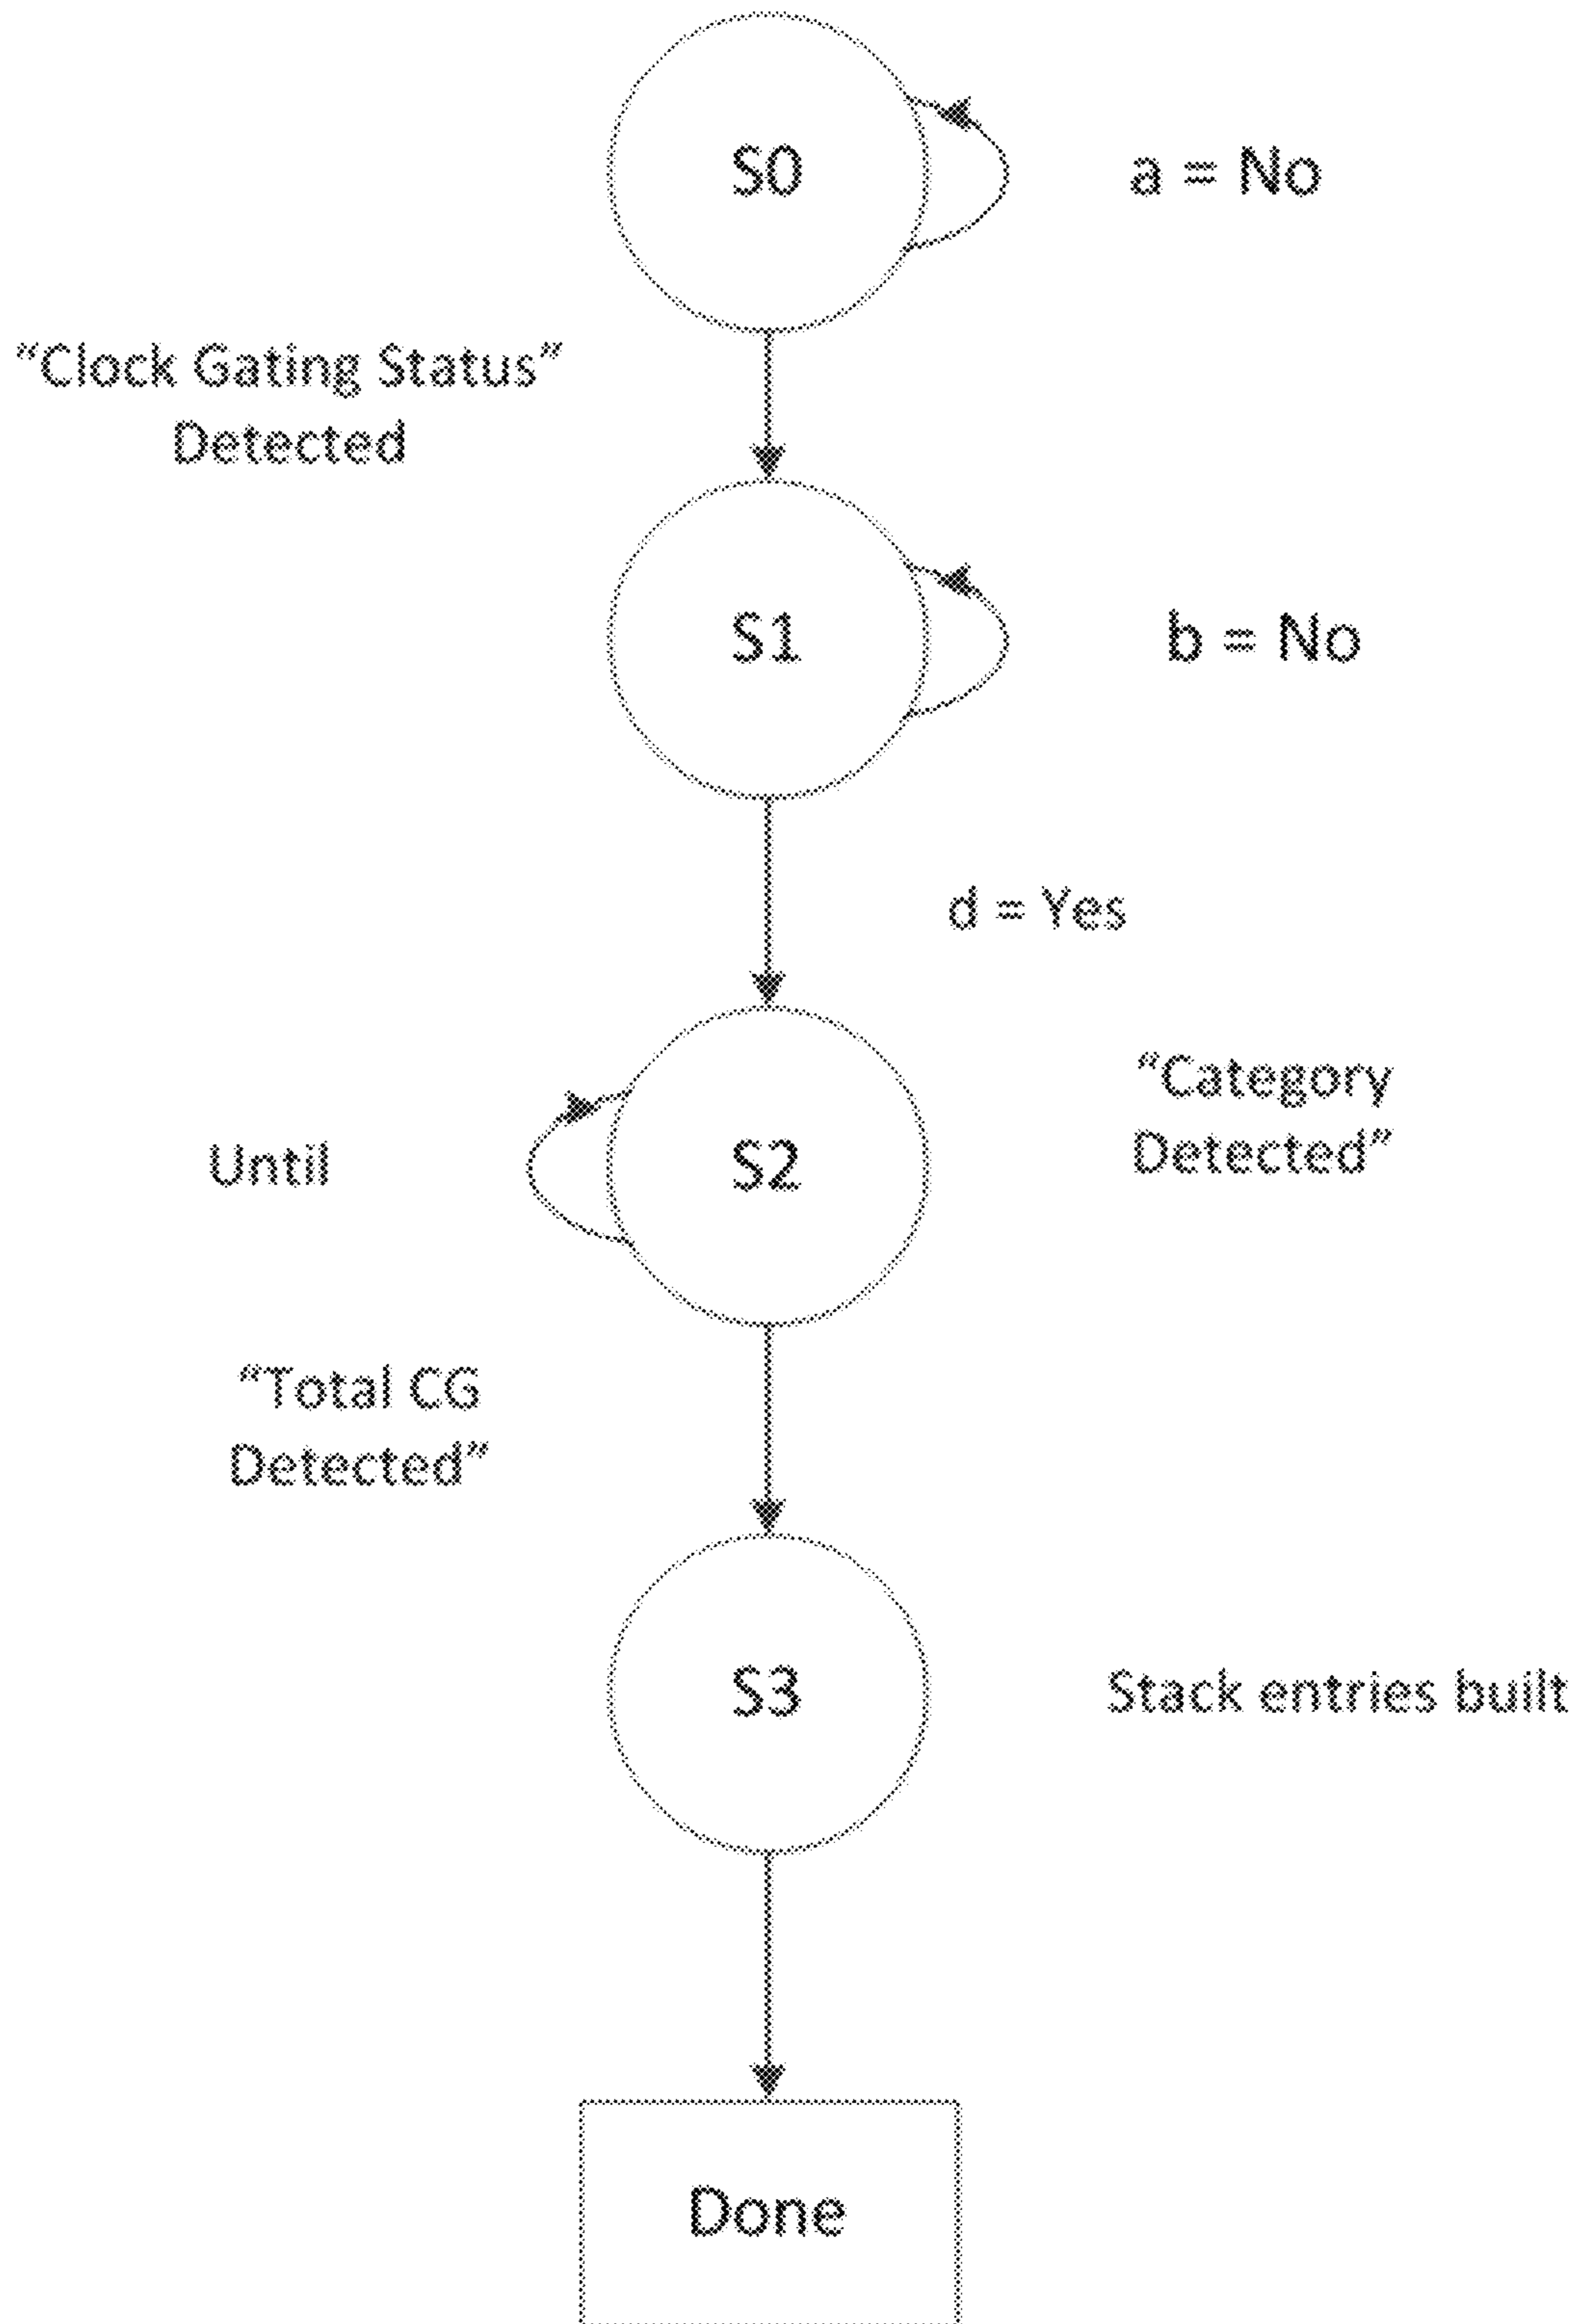 S0
a = No
“Clock Gating Status”
Detected
S1
b = No
d = Yes
“Category
Detected”
Until
S2
“Total CG
Detected”
S3
Stack entries built
Done